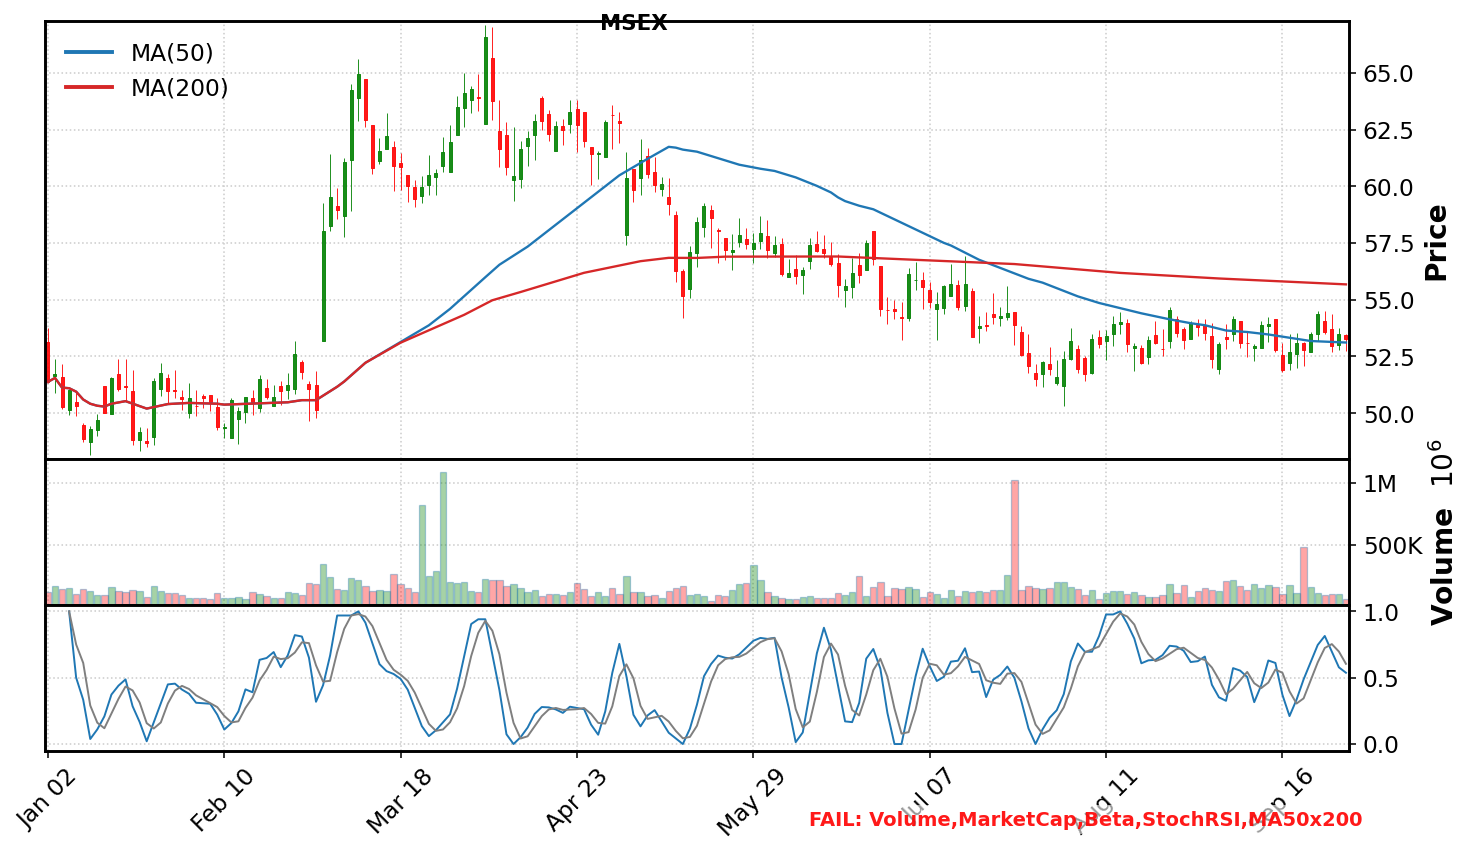 MSEX
MA(50)
MA(200)
65.0
62.5
60.0
57.5
55.0
52.5
50.0
Price
1M
500K
Volume 10⁶
1.0
0.5
0.0
Jan 02
Feb 10
Mar 18
Apr 23
May 29
Jul 07
Aug 11
Sep 16
FAIL: Volume,MarketCap,Beta,StochRSI,MA50x200